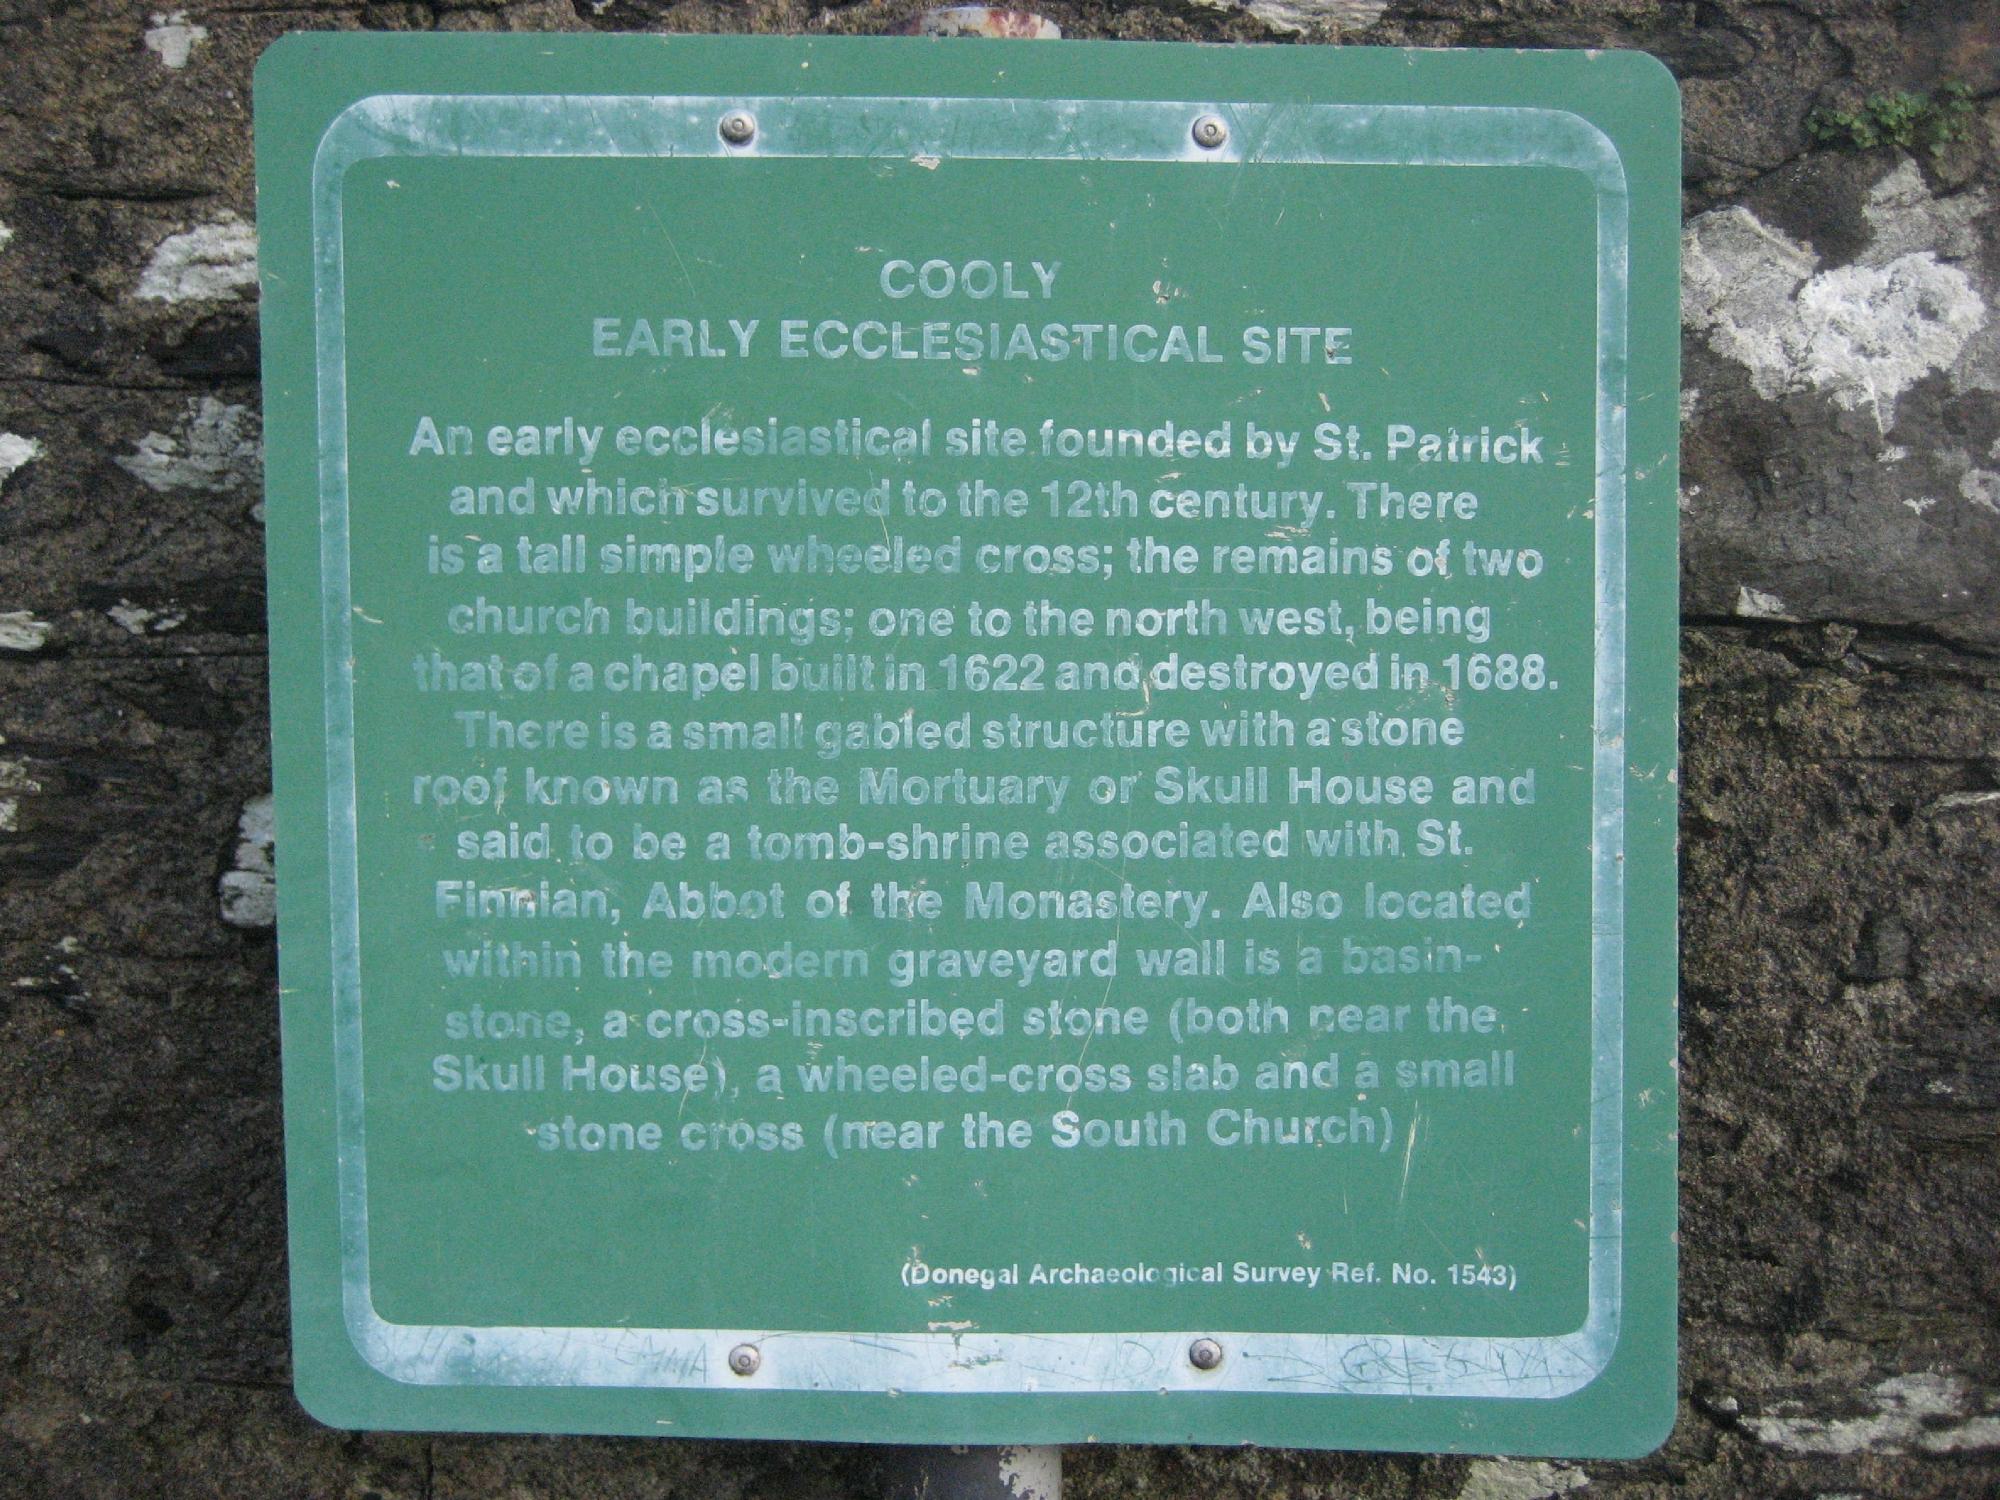 COOLY
EARLY ECCLESIASTICAL SITE
An early ecclesiastical site founded by St. Patrick
and which survived to the 12th century. There
is a tall simple wheeled cross; the remains of two
church buildings; one to the north west, being
that of a chapel built in 1622 and destroyed in 1688.
There is a small gabled structure with a stone
roof known as the Mortuary or Skull House and
said to be a tomb-shrine associated with St.
Finnian, Abbot of the Monastery. Also located
within the modern graveyard wall is a basin-
stone, a cross-inscribed stone (both near the
Skull House), a wheeled-cross slab and a small
stone cross (near the South Church)
(Donegal Archaeological Survey Ref. No. 1543)